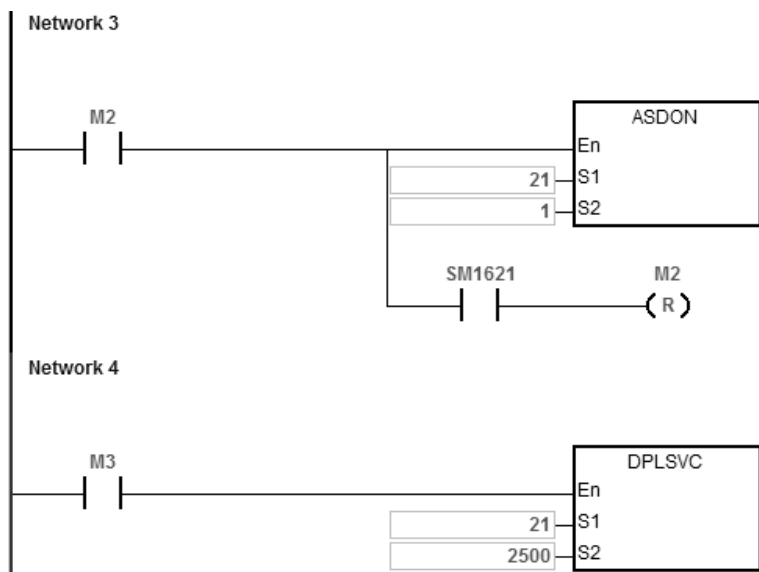 Network 3
M2
ASDON
En
21 S1
1 S2
SM1621 M2
R
Network 4
M3
DPLSVC
En
21 S1
2500 S2